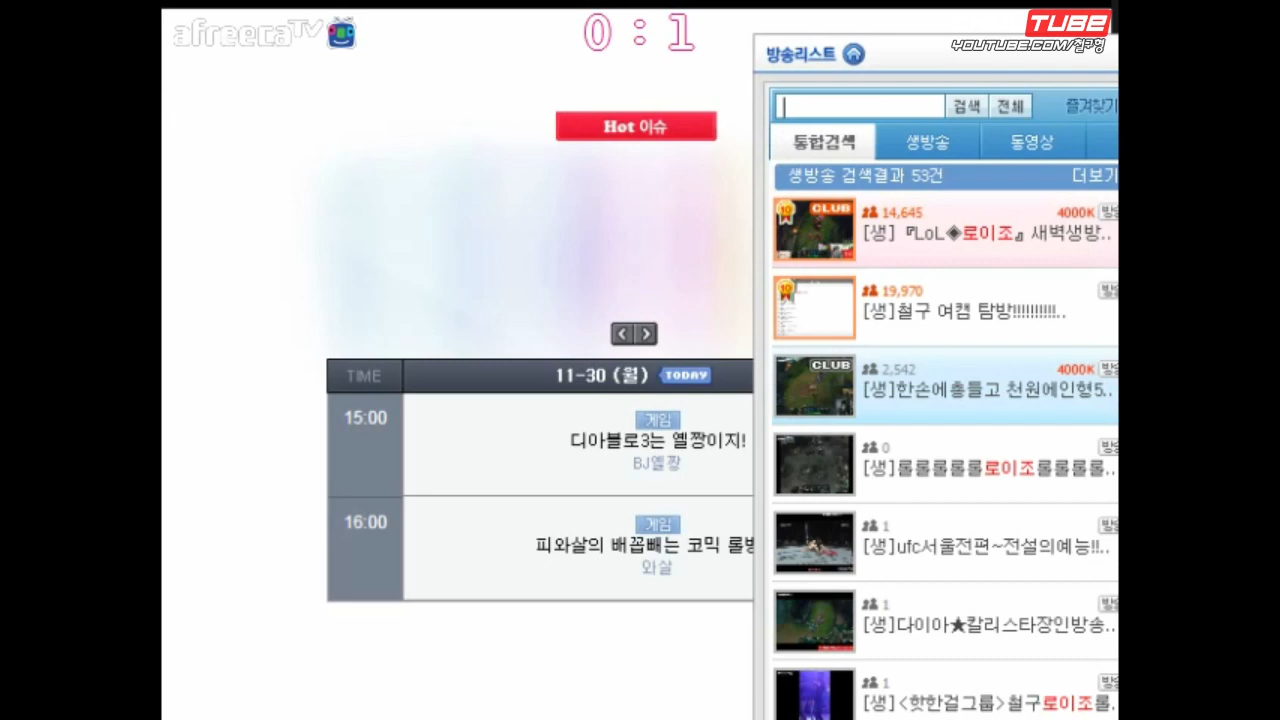 afreecaTV
0 : 1
TUBE
YOUTUBE.COM/철구형
방송리스트
검색
전체
즐겨찾기
Hot 이슈
통합검색
생방송
동영상
생방송 검색결과 53건
더보기
CLUB
14,645
4000K
[생]『LoL◈로이조』새벽생방..
19,970
[생]철구 여캠 탐방!!!!!!!!!!..
CLUB
2,542
4000K
[생]한손에총들고 천원에인형5..
0
[생]롤롤롤롤롤로이조롤롤롤롤..
1
[생]ufc서울전편~전설의예능!!..
1
[생]다이아★칼리스타장인방송..
1
[생]<핫한걸그룹>철구로이조롤.
TIME
11-30 (월)
TODAY
15:00
게임
디아블로3는 옐짱이지!
BJ옐짱
16:00
게임
피와살의 배꼽빼는 코믹 롤방
와살